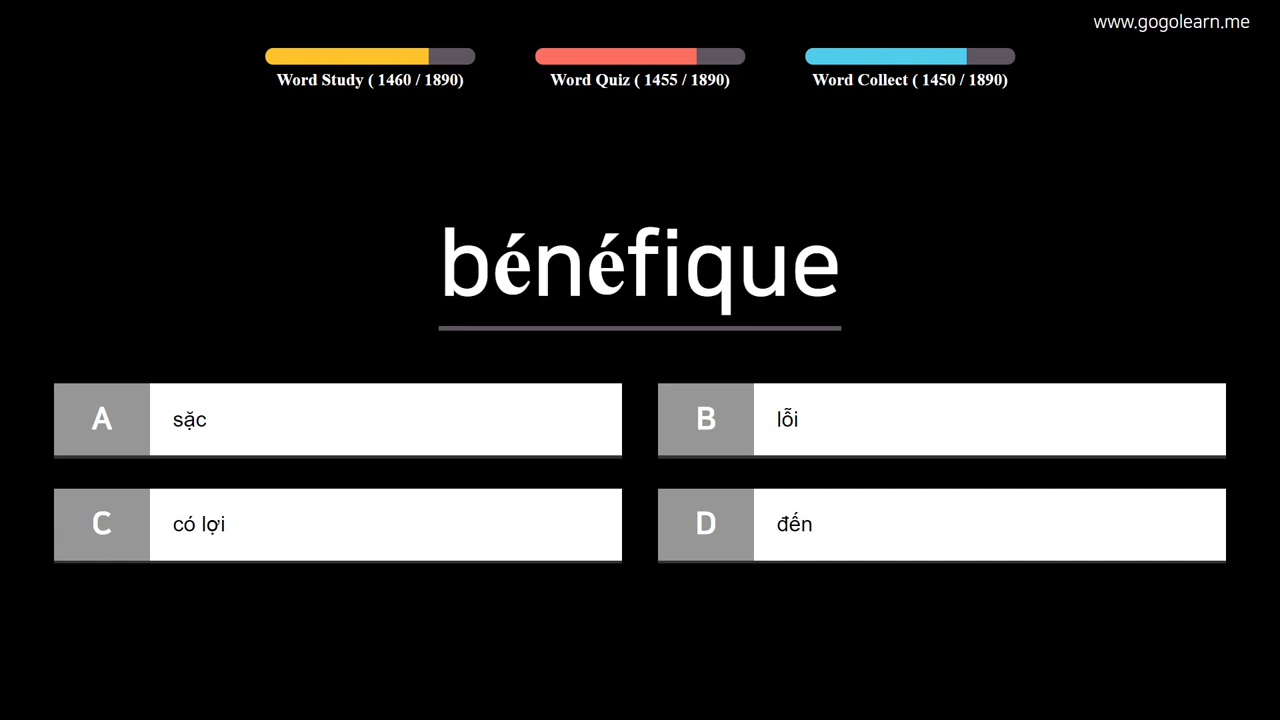 www.gogolearn.me
Word Study ( 1460 / 1890)
Word Quiz ( 1455 / 1890)
Word Collect ( 1450 / 1890)
bénéfique
A sặc
B lỗi
C có lợi
D đến